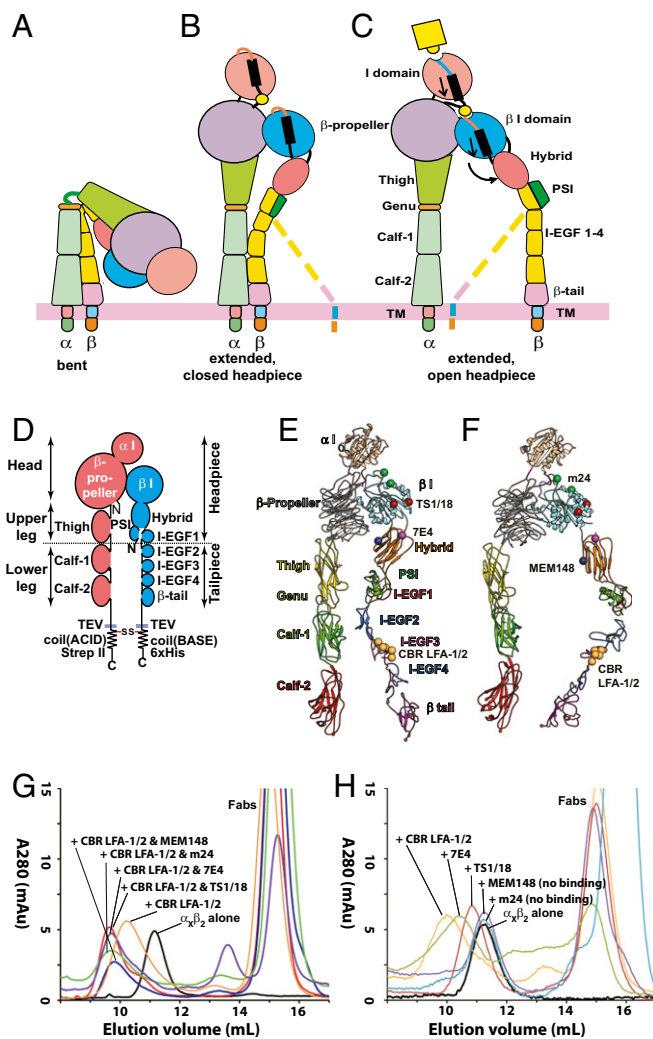 A
B
C
I domain
β-propeller
β I domain
Hybrid
Thigh
PSI
Genu
I-EGF 1-4
Calf-1
Calf-2
β-tail
TM
TM
α β
α
β
α
β
bent
extended,
closed headpiece
extended,
open headpiece
D
E
F
α I
Head
β-
pro-
peller
β I
Headpiece
Upper
leg
N
Thigh
PSI
Hybrid
I-EGF1
N
Lower
leg
Calf-1
I-EGF2
I-EGF3
Calf-2
I-EGF4
β-tail
Tailpiece
TEV
TEV
coil(ACID)
ss
coil(BASE)
Strep II
6xHis
C
C
α I
β I
β-Propeller
TS1/18
7E4
Hybrid
Thigh
PSI
Genu
I-EGF1
I-EGF2
Calf-1
I-EGF3
CBR LFA-1/2
I-EGF4
Calf-2
β tail
m24
MEM148
CBR
LFA-1/2
G
H
15
Fabs
+ CBR LFA-1/2 & MEM148
+ CBR LFA-1/2 & m24
+ CBR LFA-1/2 & 7E4
+ CBR LFA-1/2 & TS1/18
+ CBR LFA-1/2
αxβ2 alone
A280 (mAu)
5
0
10 12 14 16
Elution volume (mL)
15
Fabs
+ CBR LFA-1/2
+ 7E4
+ TS1/18
+ MEM148 (no binding)
+ m24 (no binding)
αxβ2 alone
A280 (mAu)
5
0
10 12 14 16
Elution volume (mL)